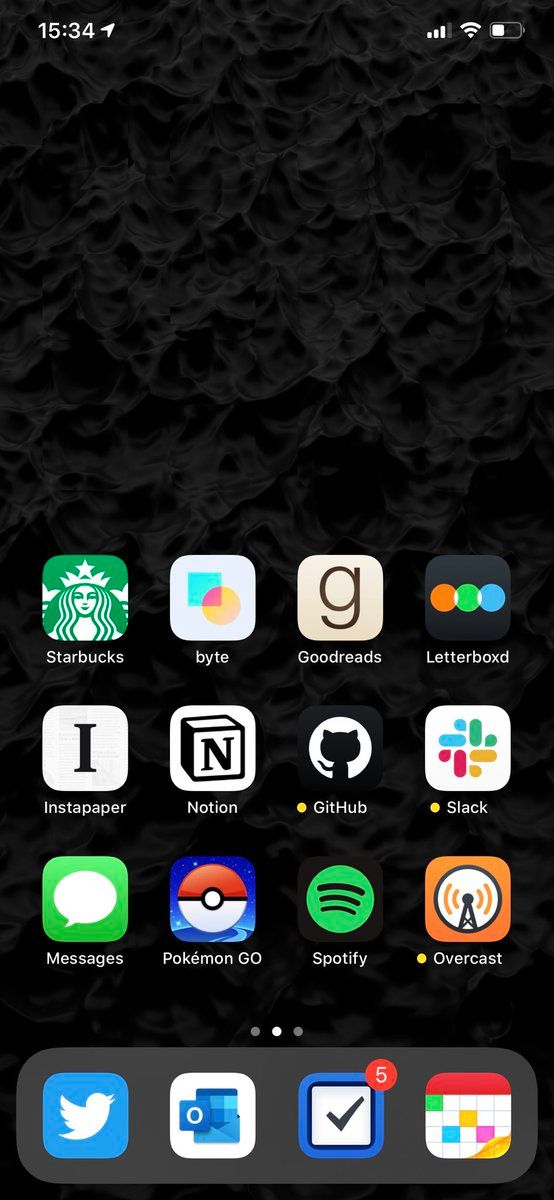 15:34
Starbucks byte Goodreads Letterboxd
I N
Instapaper Notion GitHub Slack
Messages Pokémon GO Spotify Overcast
5
O